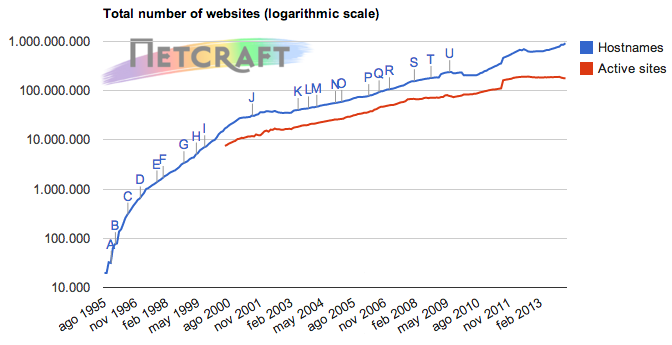 Total number of websites (logarithmic scale)
1.000.000.000
100.000.000
10.000.000
1.000.000
100.000
10.000
NETCRAFT
A
B
C
D
E
F
G
H
I
J
K
L
M
N
O
P
Q
R
S
T
U
Hostnames
Active sites
ago 1995
nov 1996
feb 1998
may 1999
ago 2000
nov 2001
feb 2003
may 2004
ago 2005
nov 2006
feb 2008
may 2009
ago 2010
nov 2011
feb 2013